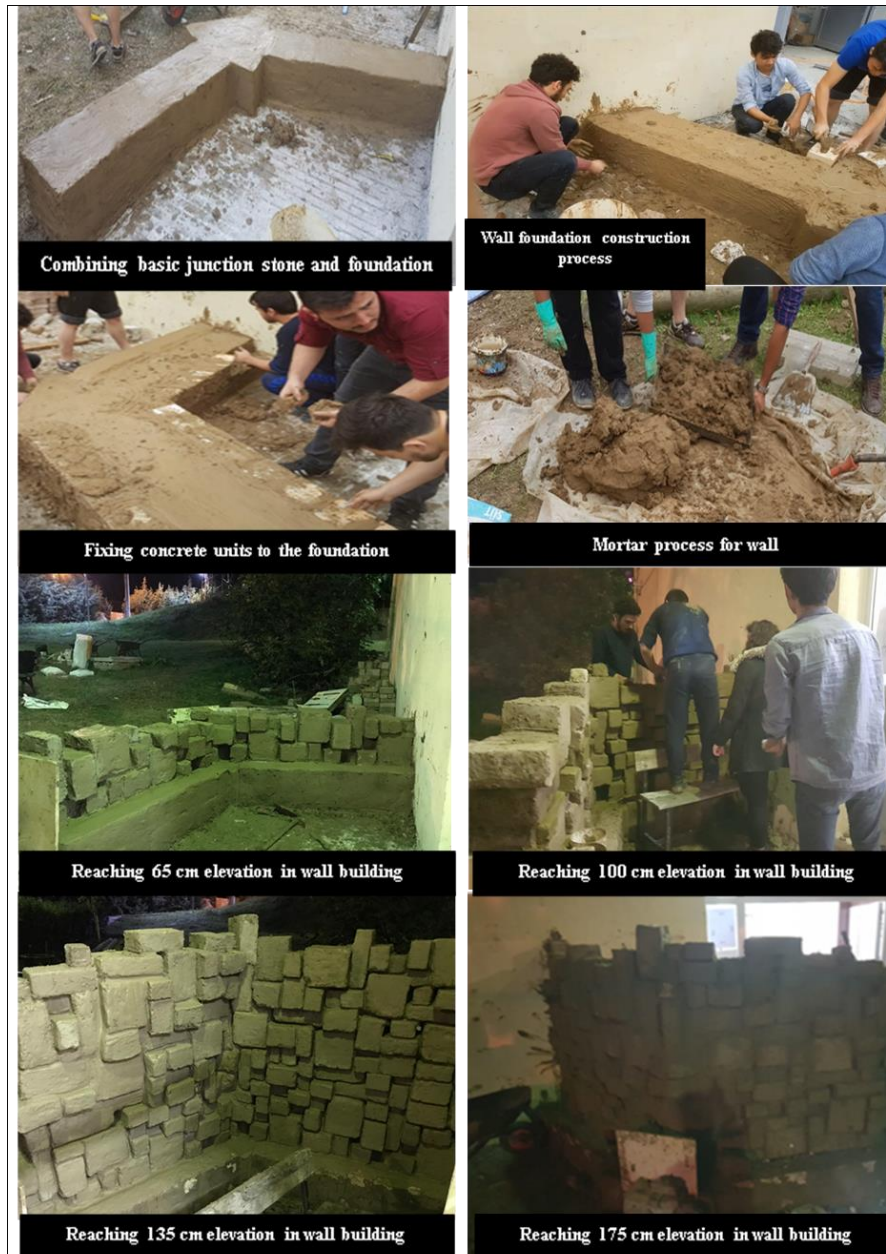 Combining basic junction stone and foundation
Wall foundation construction
process
Fixing concrete units to the foundation
Mortar process for wall
Reaching 65 cm elevation in wall building
Reaching 100 cm elevation in wall building
Reaching 135 cm elevation in wall building
Reaching 175 cm elevation in wall building